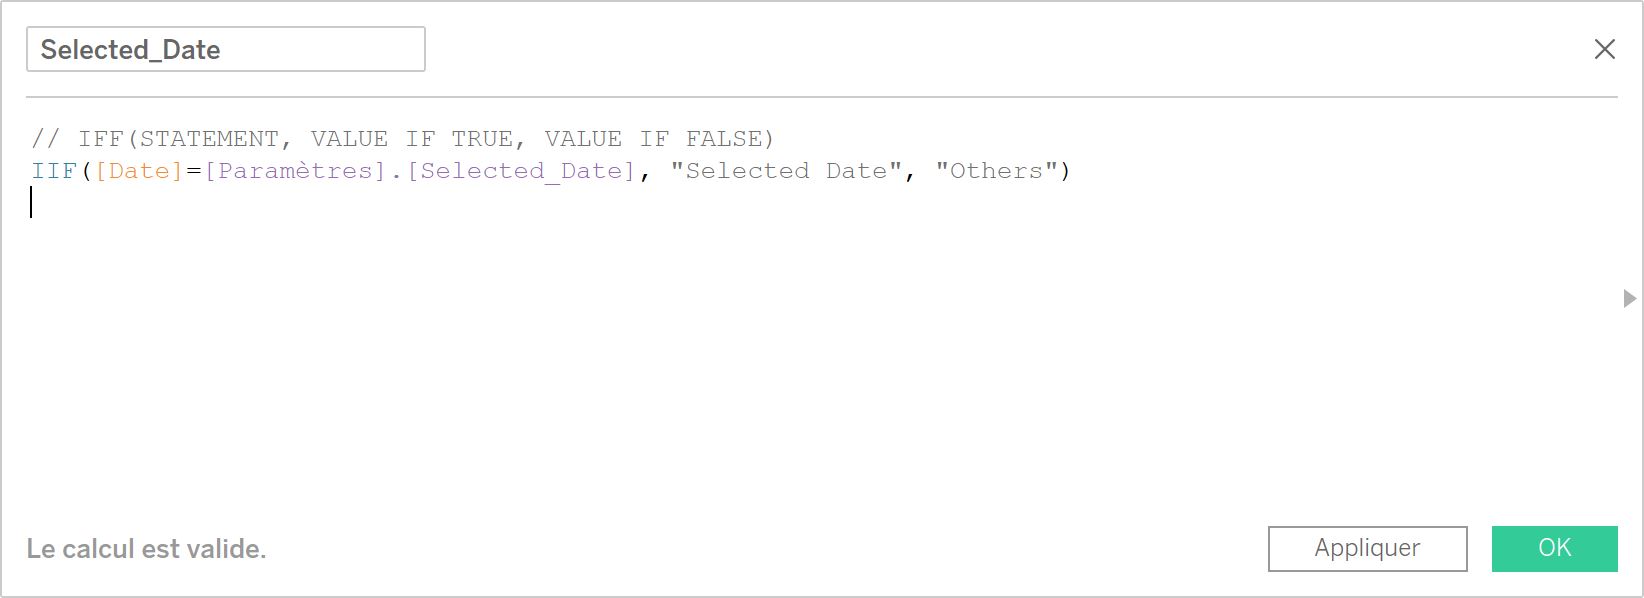 Selected_Date
// IFF(STATEMENT, VALUE IF TRUE, VALUE IF FALSE)
IIF([Date]=[Paramètres].[Selected_Date], "Selected Date", "Others")
Le calcul est valide.
Appliquer
OK